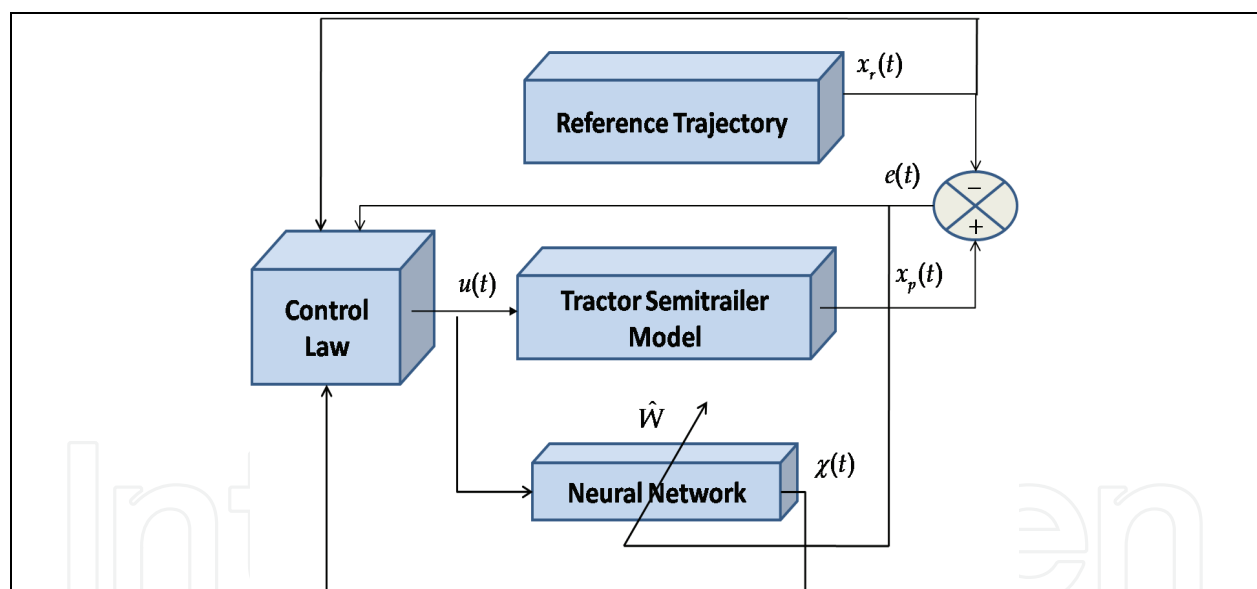 x_r(t)
Reference Trajectory
e(t)
−
+
x_p(t)
u(t)
Control
Law
Tractor Semitrailer
Model
Ŵ
χ(t)
Neural Network